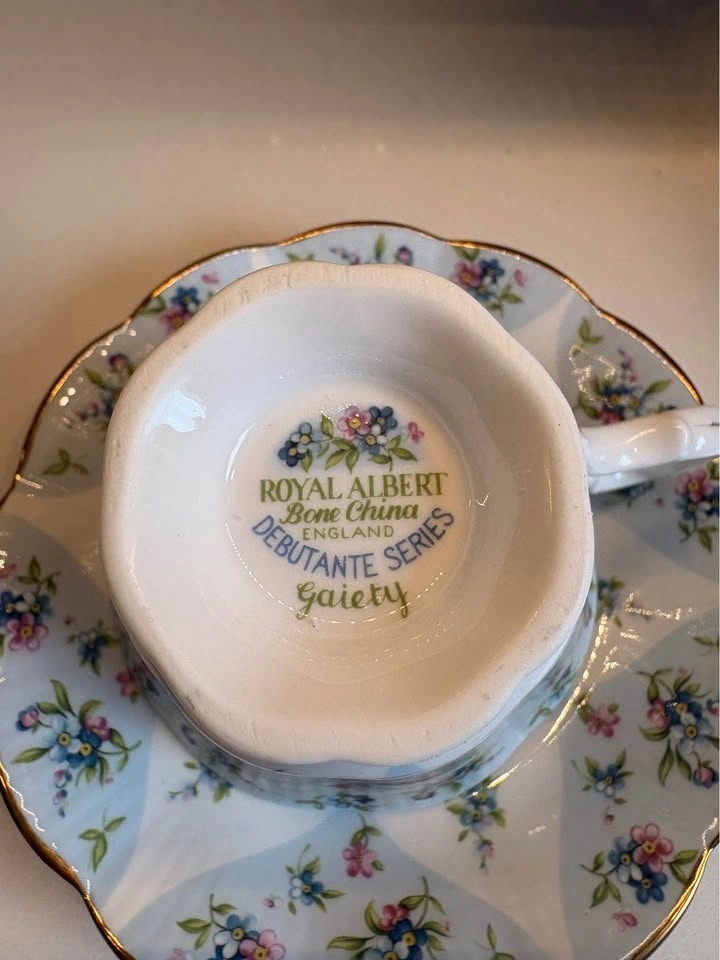 ROYAL ALBERT
Bone China
ENGLAND
DEBUTANTE SERIES
Gaiety